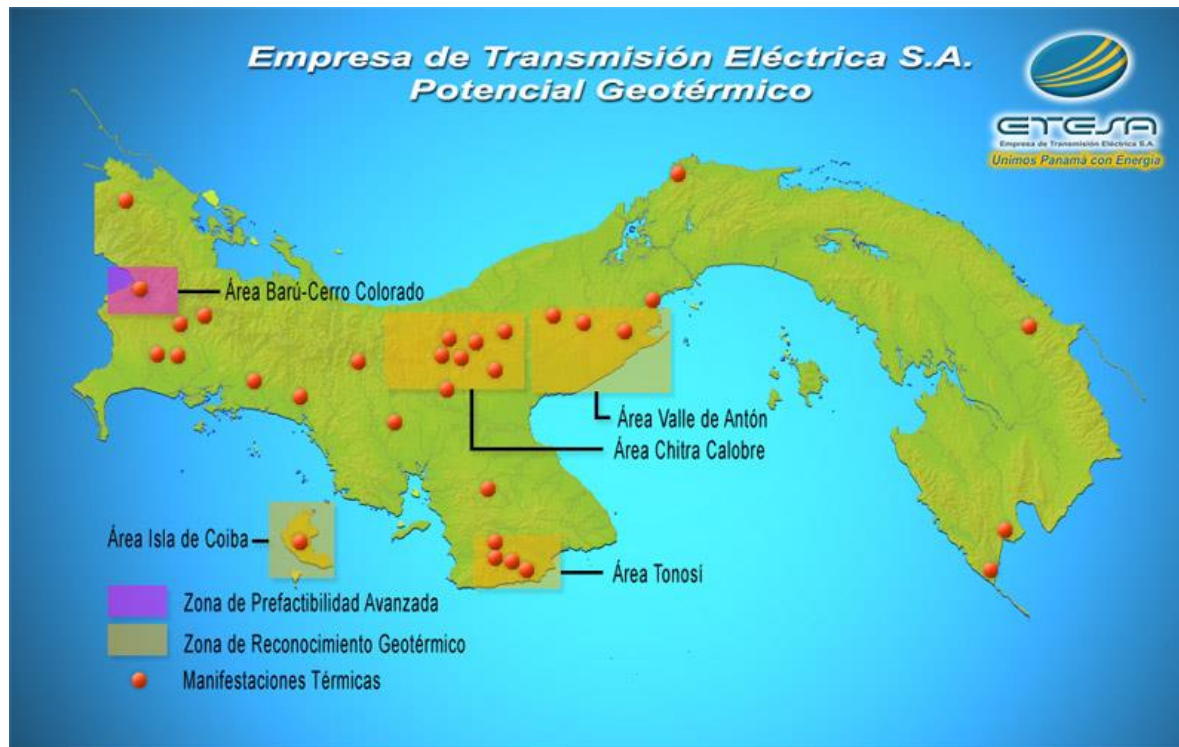 Empresa de Transmisión Eléctrica S.A.
Potencial Geotérmico
ETESA
Empresa de Transmisión Eléctrica S.A.
Unimos Panamá con Energía
Área Barú-Cerro Colorado
Área Valle de Antón
Área Chitra Calobre
Área Isla de Coiba
Área Tonosí
Zona de Prefactibilidad Avanzada
Zona de Reconocimiento Geotérmico
Manifestaciones Térmicas